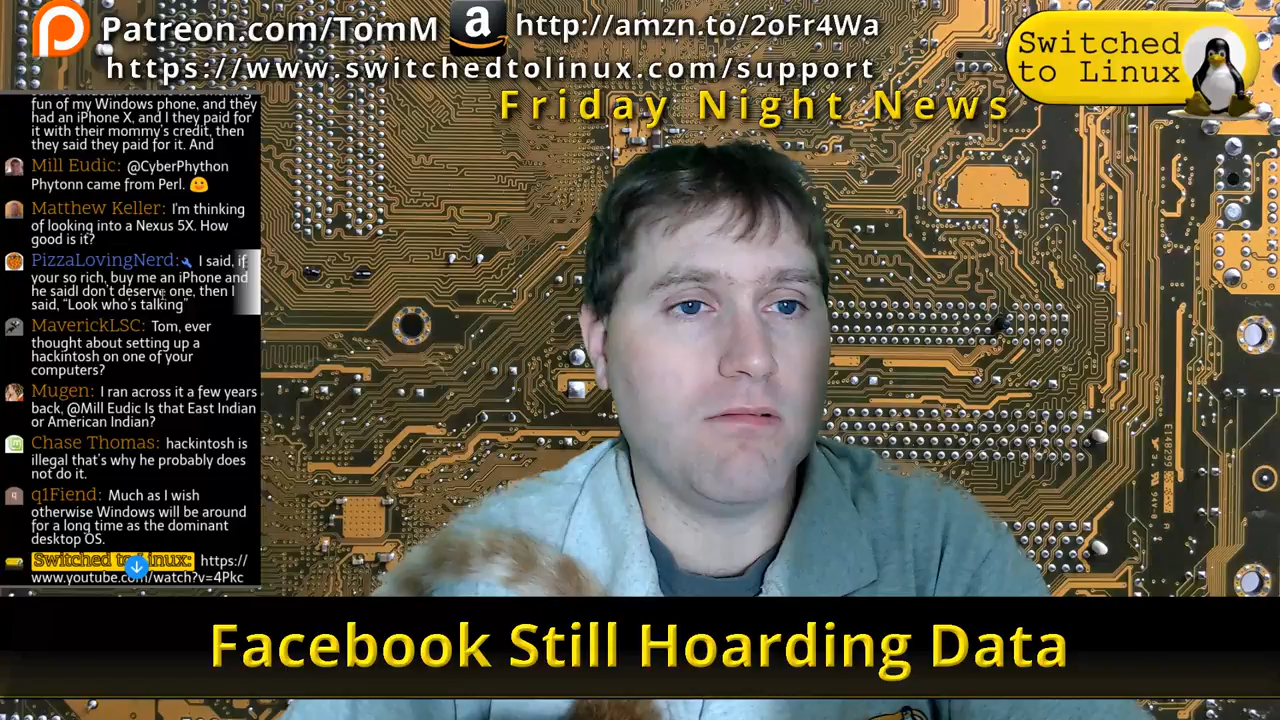 Patreon.com/TomM
http://amzn.to/2oFr4Wa
https://www.switchedtolinux.com/support
Switched
to Linux
Friday Night News
fun of my Windows phone, and they
had an iPhone X, and I they paid for
it with their mommy's credit, then
they said they paid for it. And
Mill Eudic: @CyberPhython
Phytonn came from Perl.
Matthew Keller: I'm thinking
of looking into a Nexus 5X. How
good is it?
PizzaLovingNerd: I said, if
your so rich, buy me an iPhone and
he saidI don't deserve one, then I
said, "Look who's talking"
MaverickLSC: Tom, ever
thought about setting up a
hackintosh on one of your
computers?
Mugen: I ran across it a few years
back, @Mill Eudic Is that East Indian
or American Indian?
Chase Thomas: hackintosh is
illegal that's why he probably does
not do it.
q1Fiend: Much as I wish
otherwise Windows will be around
for a long time as the dominant
desktop OS.
Switched to Linux: https://
www.youtube.com/watch?v=4Pkc
E148299
94V-0
Facebook Still Hoarding Data